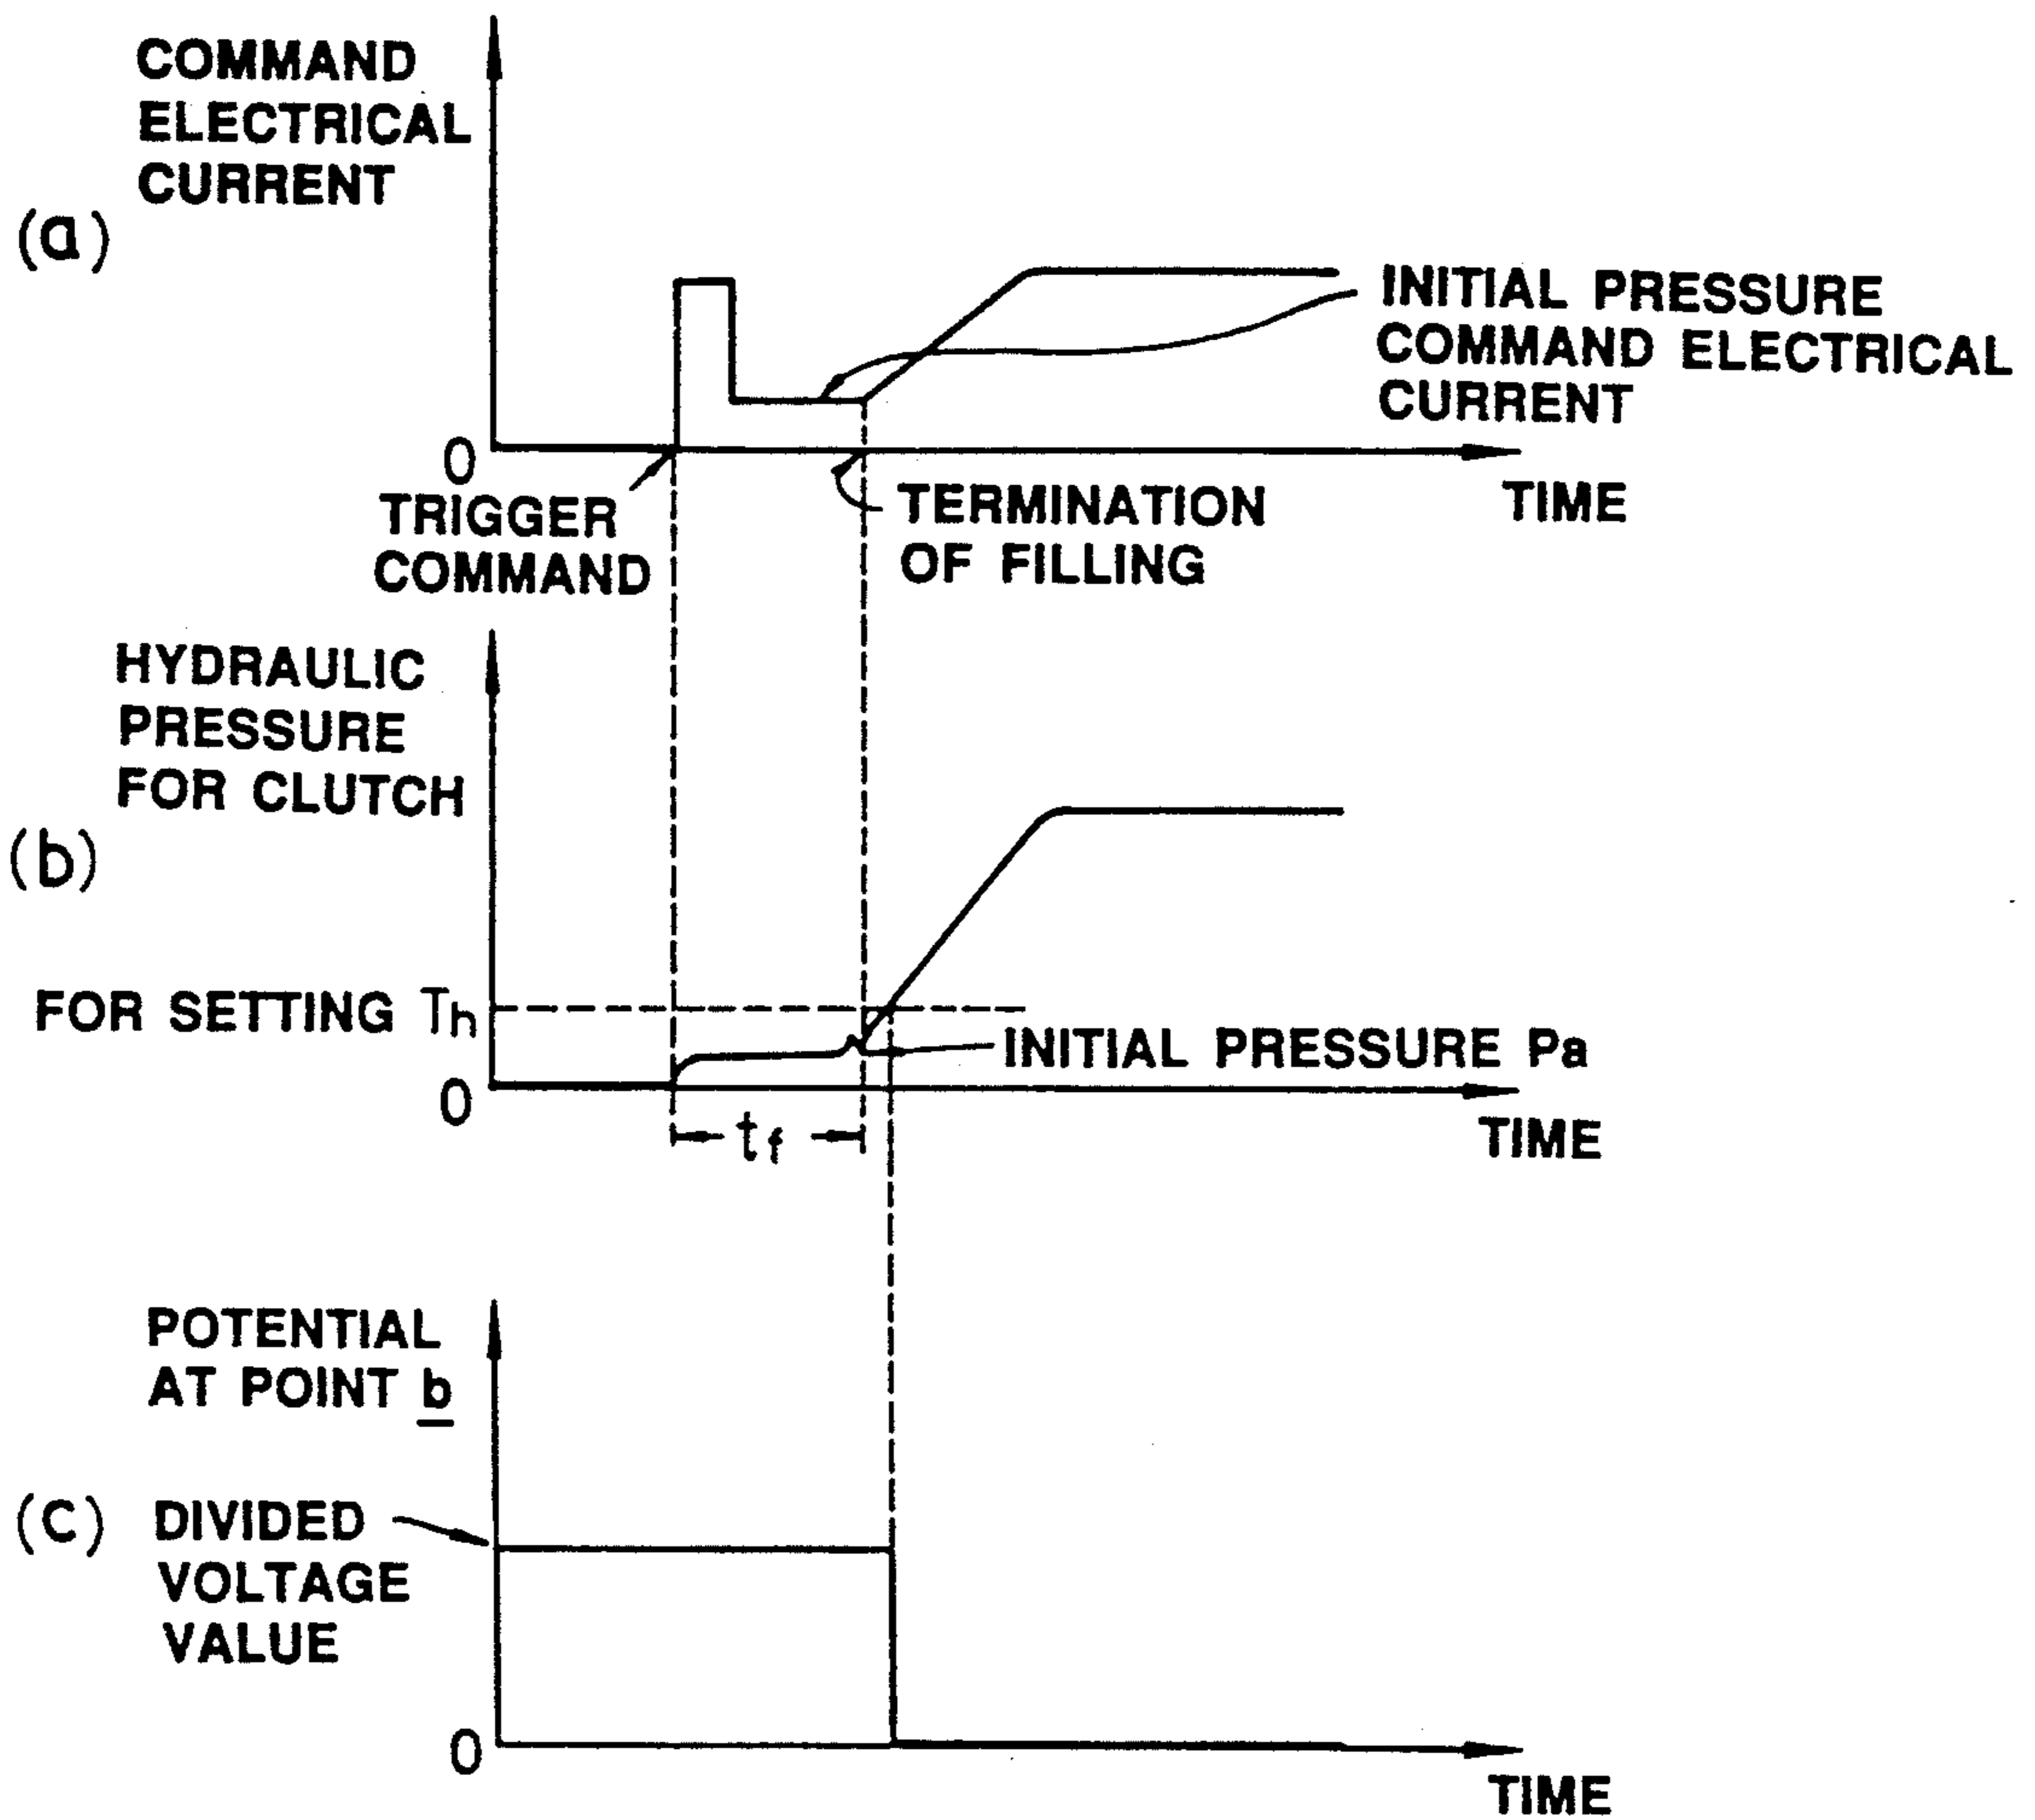 (a)
COMMAND
ELECTRICAL
CURRENT
0
TRIGGER
COMMAND
TERMINATION
OF FILLING
INITIAL PRESSURE
COMMAND ELECTRICAL
CURRENT
TIME
(b)
HYDRAULIC
PRESSURE
FOR CLUTCH
FOR SETTING Th
0
tf
INITIAL PRESSURE Pa
TIME
(c)
POTENTIAL
AT POINT b
DIVIDED
VOLTAGE
VALUE
0
TIME